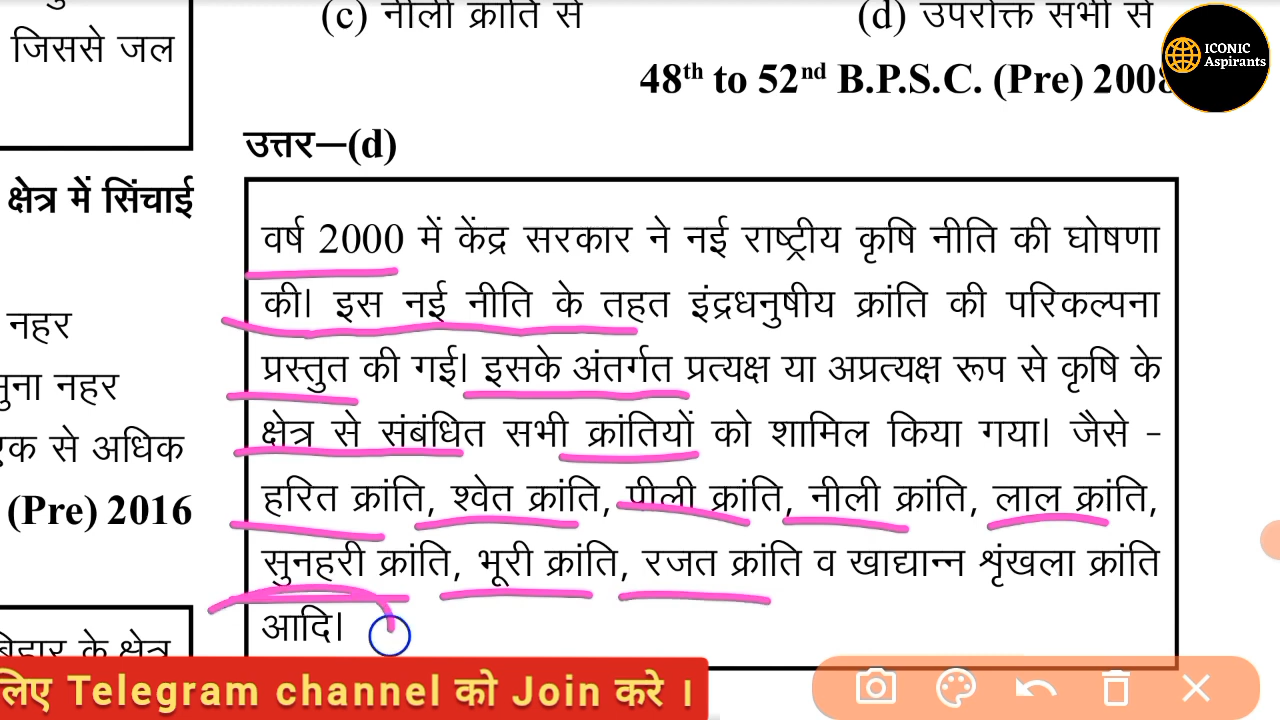 जिससे जल
क्षेत्र में सिंचाई
नहर
नहर
एक से अधिक
(Pre) 2016
के क्षेत्र
(c) नीली क्रांति से (d) उपरोक्त सभी से
48th to 52nd B.P.S.C. (Pre) 2008
उत्तर—(d)
वर्ष 2000 में केंद्र सरकार ने नई राष्ट्रीय कृषि नीति की घोषणा
की। इस नई नीति के तहत इंद्रधनुषीय क्रांति की परिकल्पना
प्रस्तुत की गई। इसके अंतर्गत प्रत्यक्ष या अप्रत्यक्ष रूप से कृषि के
क्षेत्र से संबंधित सभी क्रांतियों को शामिल किया गया। जैसे -
हरित क्रांति, श्वेत क्रांति, पीली क्रांति, नीली क्रांति, लाल क्रांति,
सुनहरी क्रांति, भूरी क्रांति, रजत क्रांति व खाद्यान्न शृंखला क्रांति
आदि।
ICONIC
Aspirants
लिए Telegram channel को Join करे ।